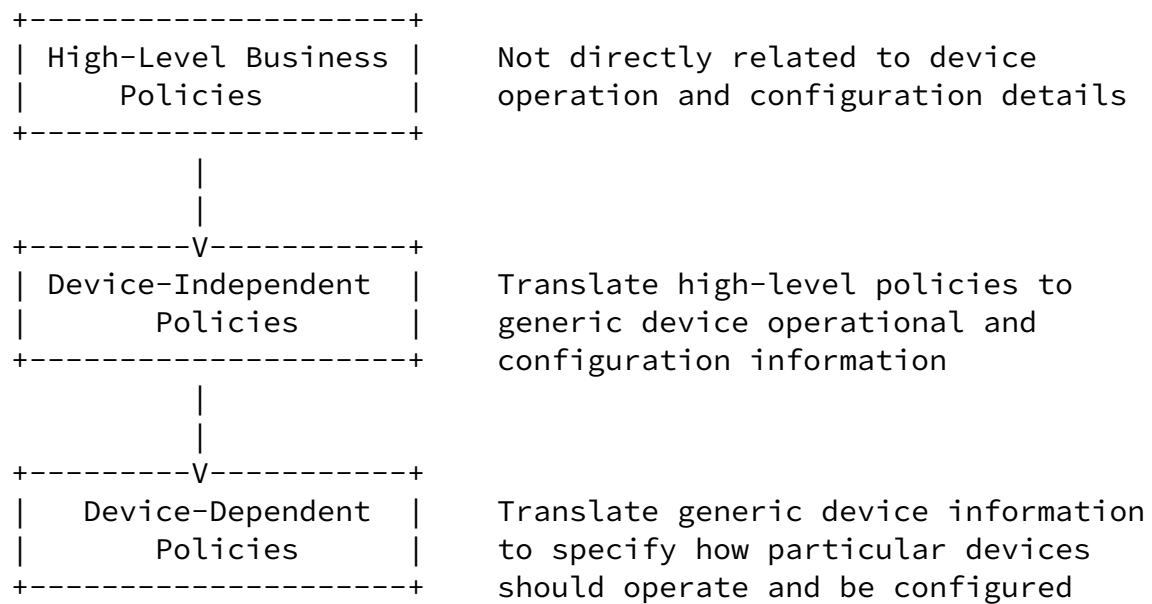 +---------------------+
| High-Level Business |    Not directly related to device
|     Policies        |    operation and configuration details
+---------------------+
          |
          |
+---------V-----------+
| Device-Independent  |    Translate high-level policies to
|       Policies      |    generic device operational and
+---------------------+    configuration information
          |
          |
+---------V-----------+
|   Device-Dependent  |    Translate generic device information
|       Policies      |    to specify how particular devices
+---------------------+    should operate and be configured